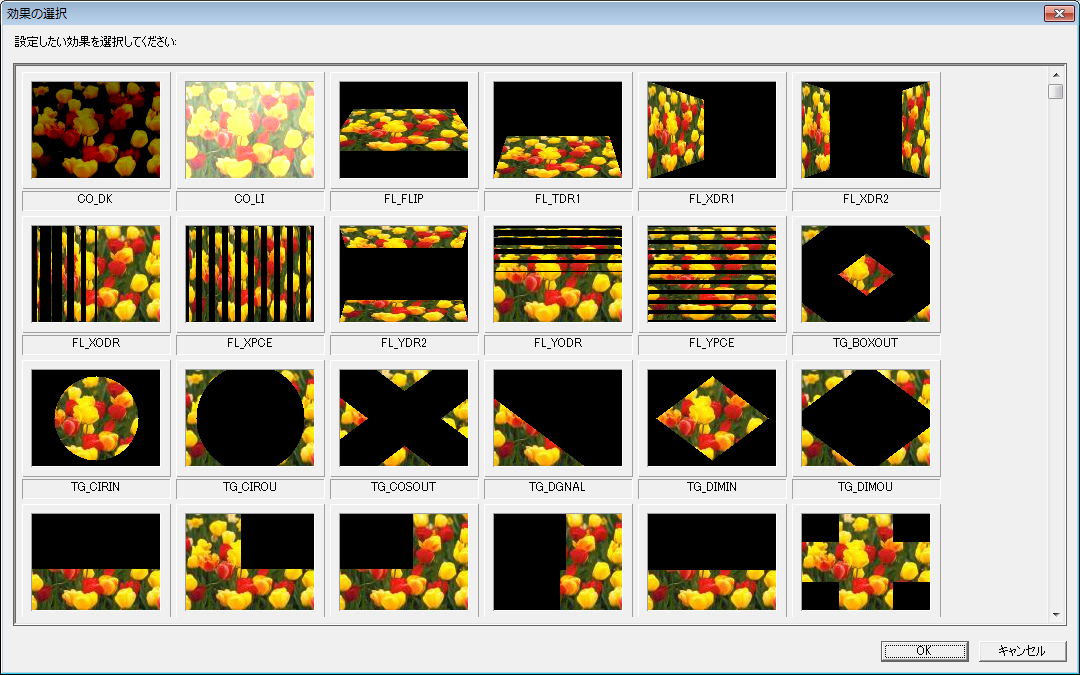 効果の選択
設定したい効果を選択してください:
CO_DK
CO_LI
FL_FLIP
FL_TDR1
FL_XDR1
FL_XDR2
FL_XODR
FL_XPCE
FL_YDR2
FL_YODR
FL_YPCE
TG_BOXOUT
TG_CIRIN
TG_CIROU
TG_COSOUT
TG_DGNAL
TG_DIMIN
TG_DIMOU
OK
キャンセル